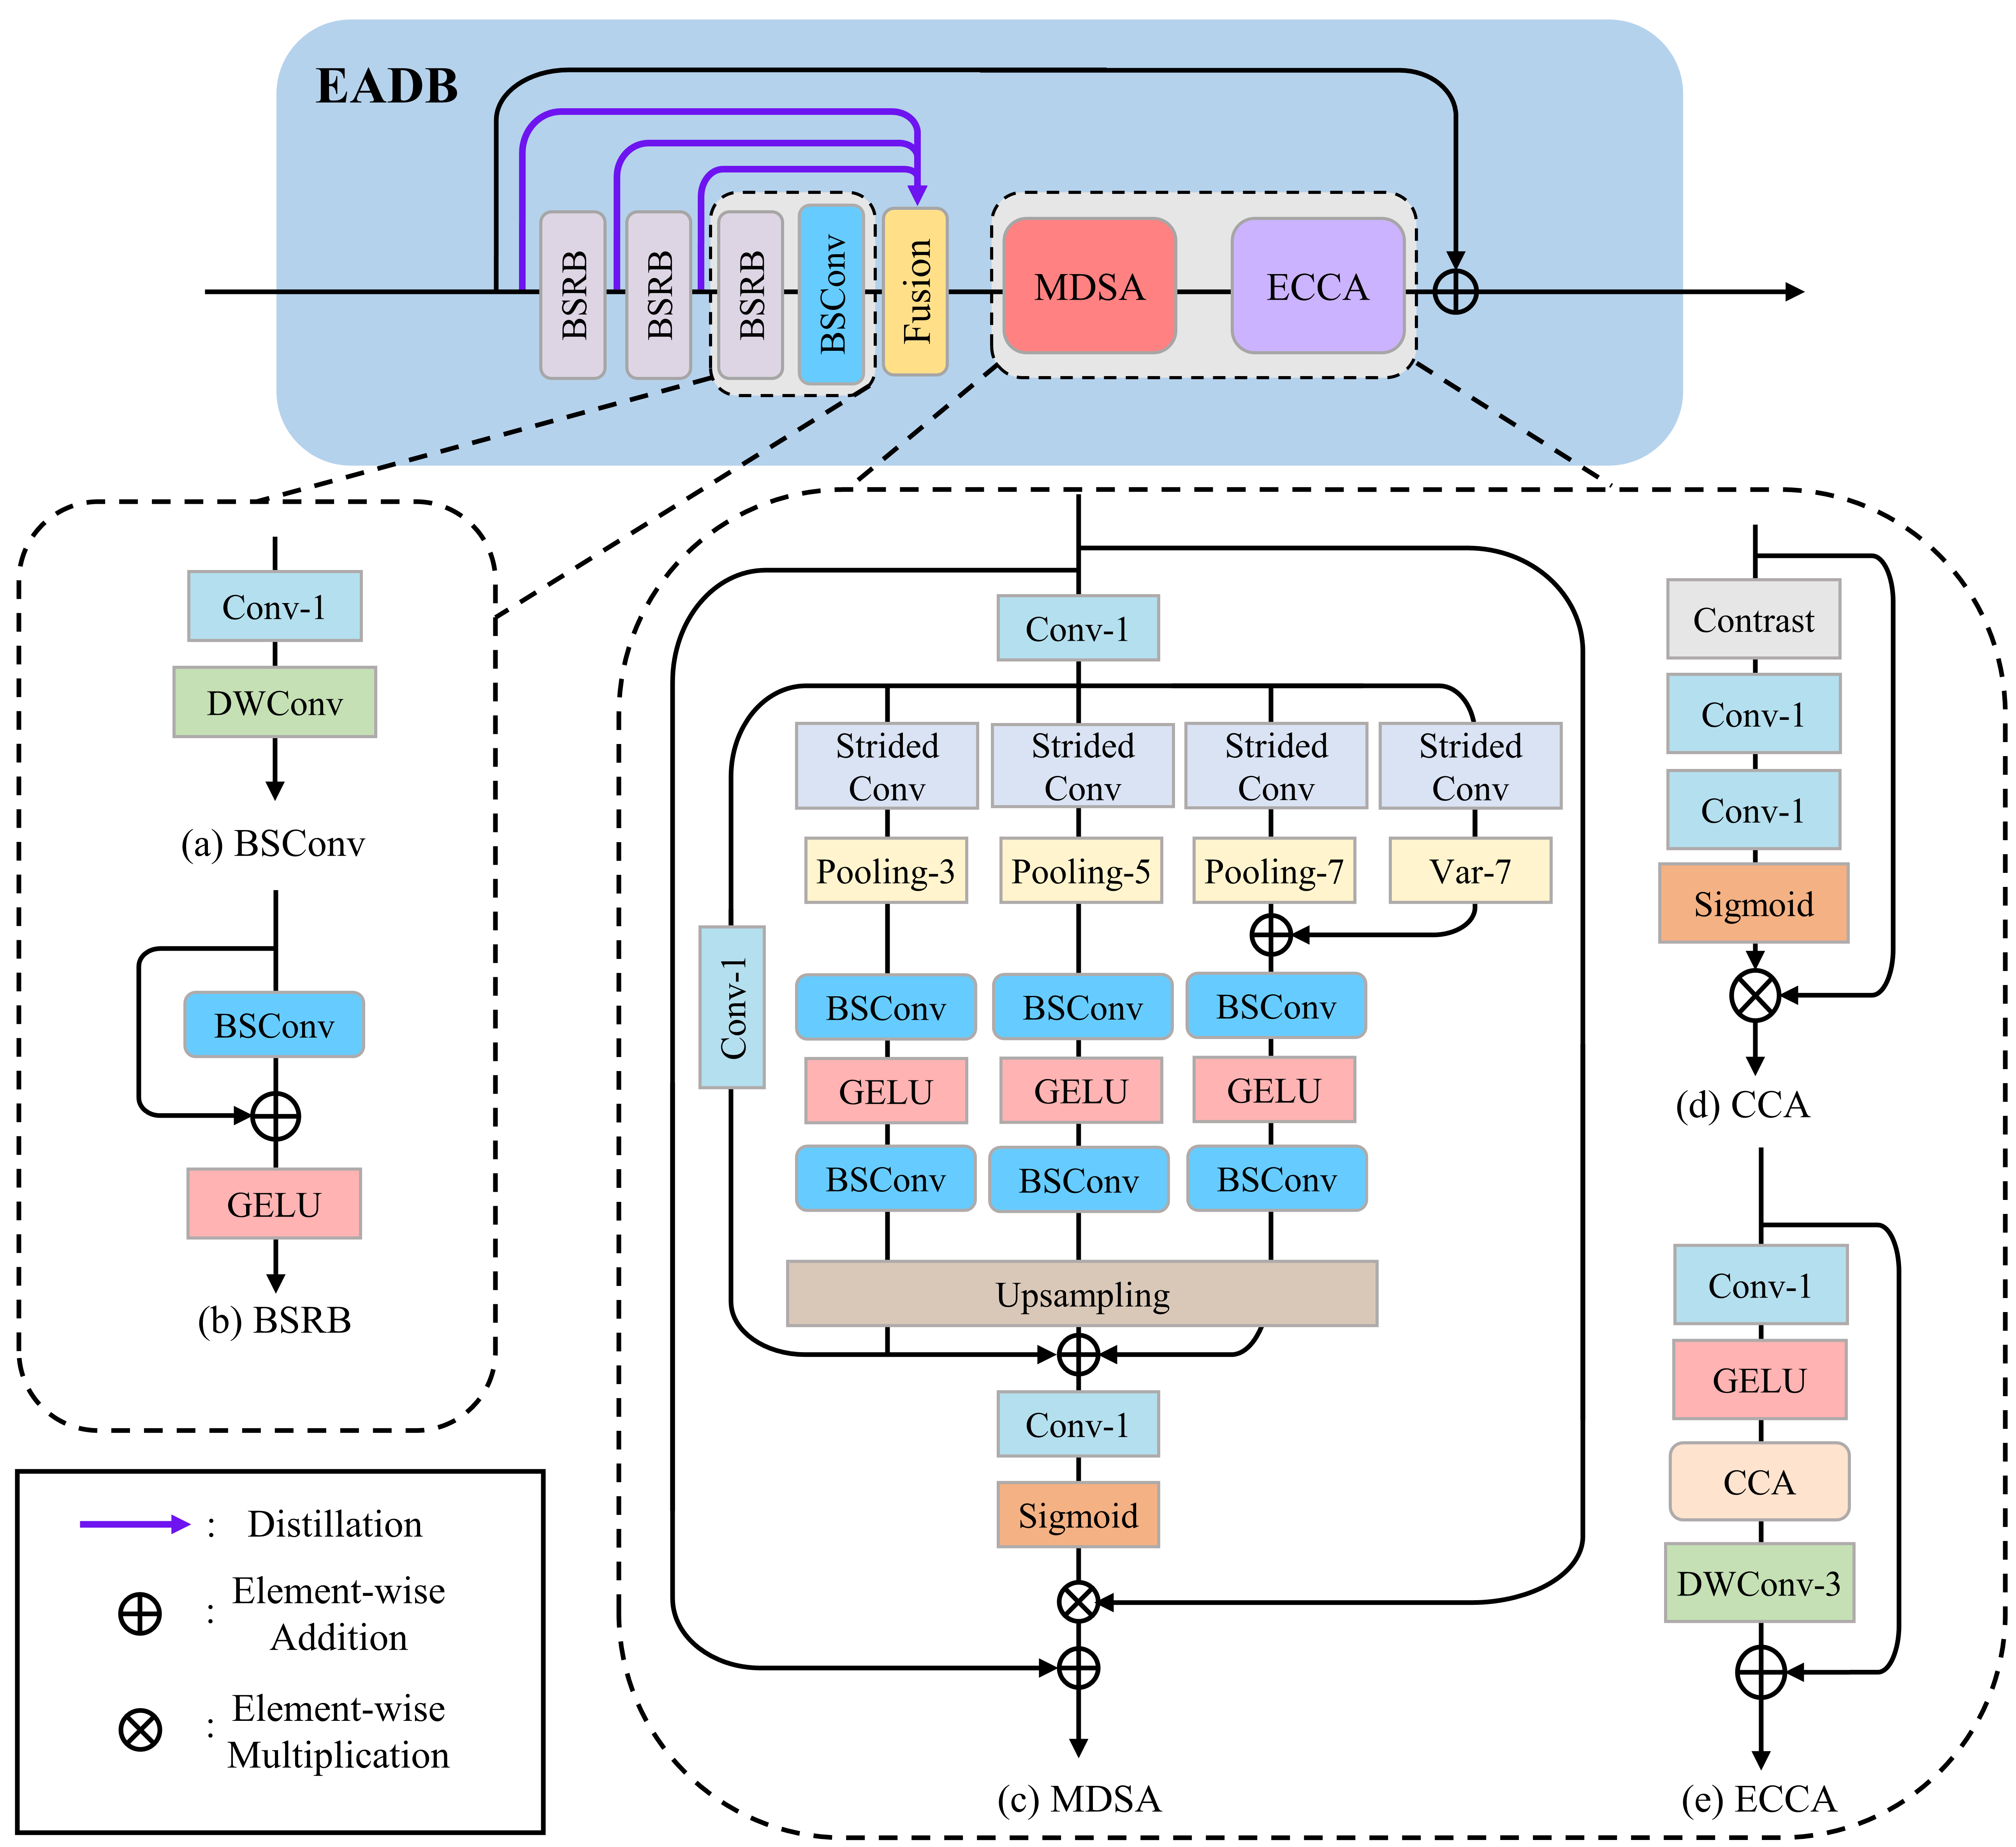 EADB
BSRB
BSRB
BSRB
BSConv
Fusion
MDSA
ECCA
Conv-1
DWConv
(a) BSConv
BSConv
GELU
(b) BSRB
: Distillation
: Element-wise
Addition
: Element-wise
Multiplication
Conv-1
Strided
Conv
Strided
Conv
Strided
Conv
Strided
Conv
Pooling-3
Pooling-5
Pooling-7
Var-7
Conv-1
BSConv
BSConv
BSConv
GELU
GELU
GELU
BSConv
BSConv
BSConv
Upsampling
Conv-1
Sigmoid
(c) MDSA
Contrast
Conv-1
Conv-1
Sigmoid
(d) CCA
Conv-1
GELU
CCA
DWConv-3
(e) ECCA